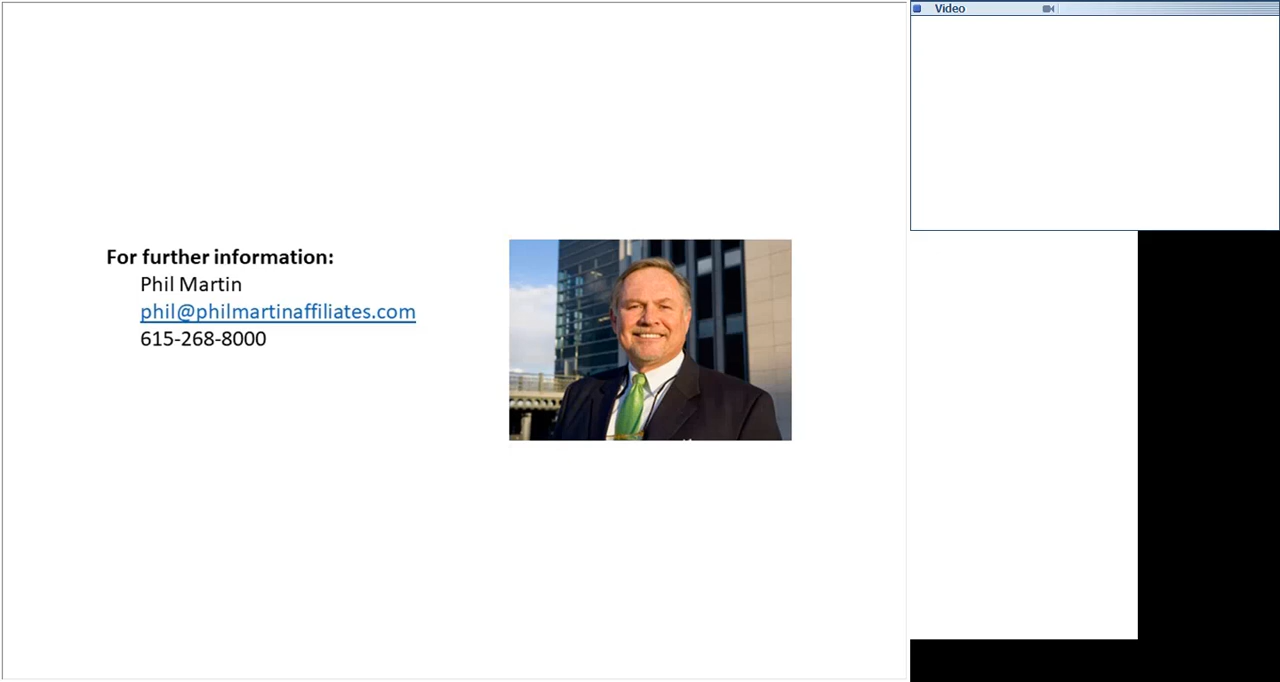 Video
For further information:
Phil Martin
phil@philmartinaffiliates.com
615-268-8000